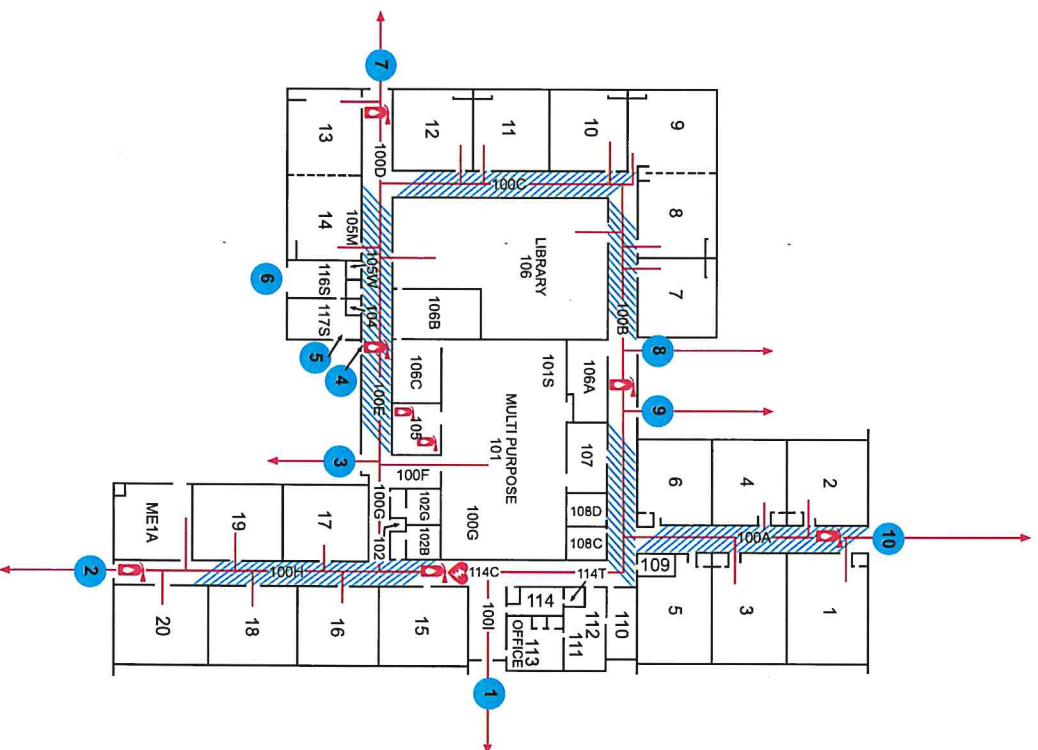 7
13
100D
12
11
10
9
100C
14
105M
105W
116S
6
117S
104
5
4
LIBRARY
106
106B
8
7
100B
8
106C
100E
105
101S
106A
9
MULTI PURPOSE
101
107
3
100F
100G
102G
102B
102
100G
108D
108C
6
4
2
100A
10
109
5
3
1
ME1A
19
17
2
100H
114C
114T
100I
20
18
16
15
114
112
111
110
113
OFFICE
1